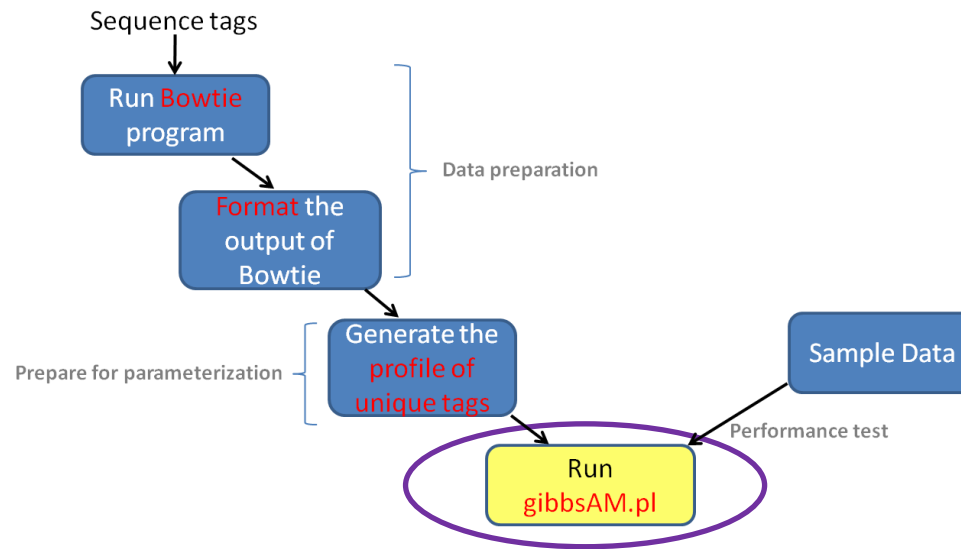 Sequence tags
Run Bowtie
program
Data preparation
Format the
output of
Bowtie
Generate the
profile of
unique tags
Prepare for parameterization
Sample Data
Performance test
Run
gibbsAM.pl